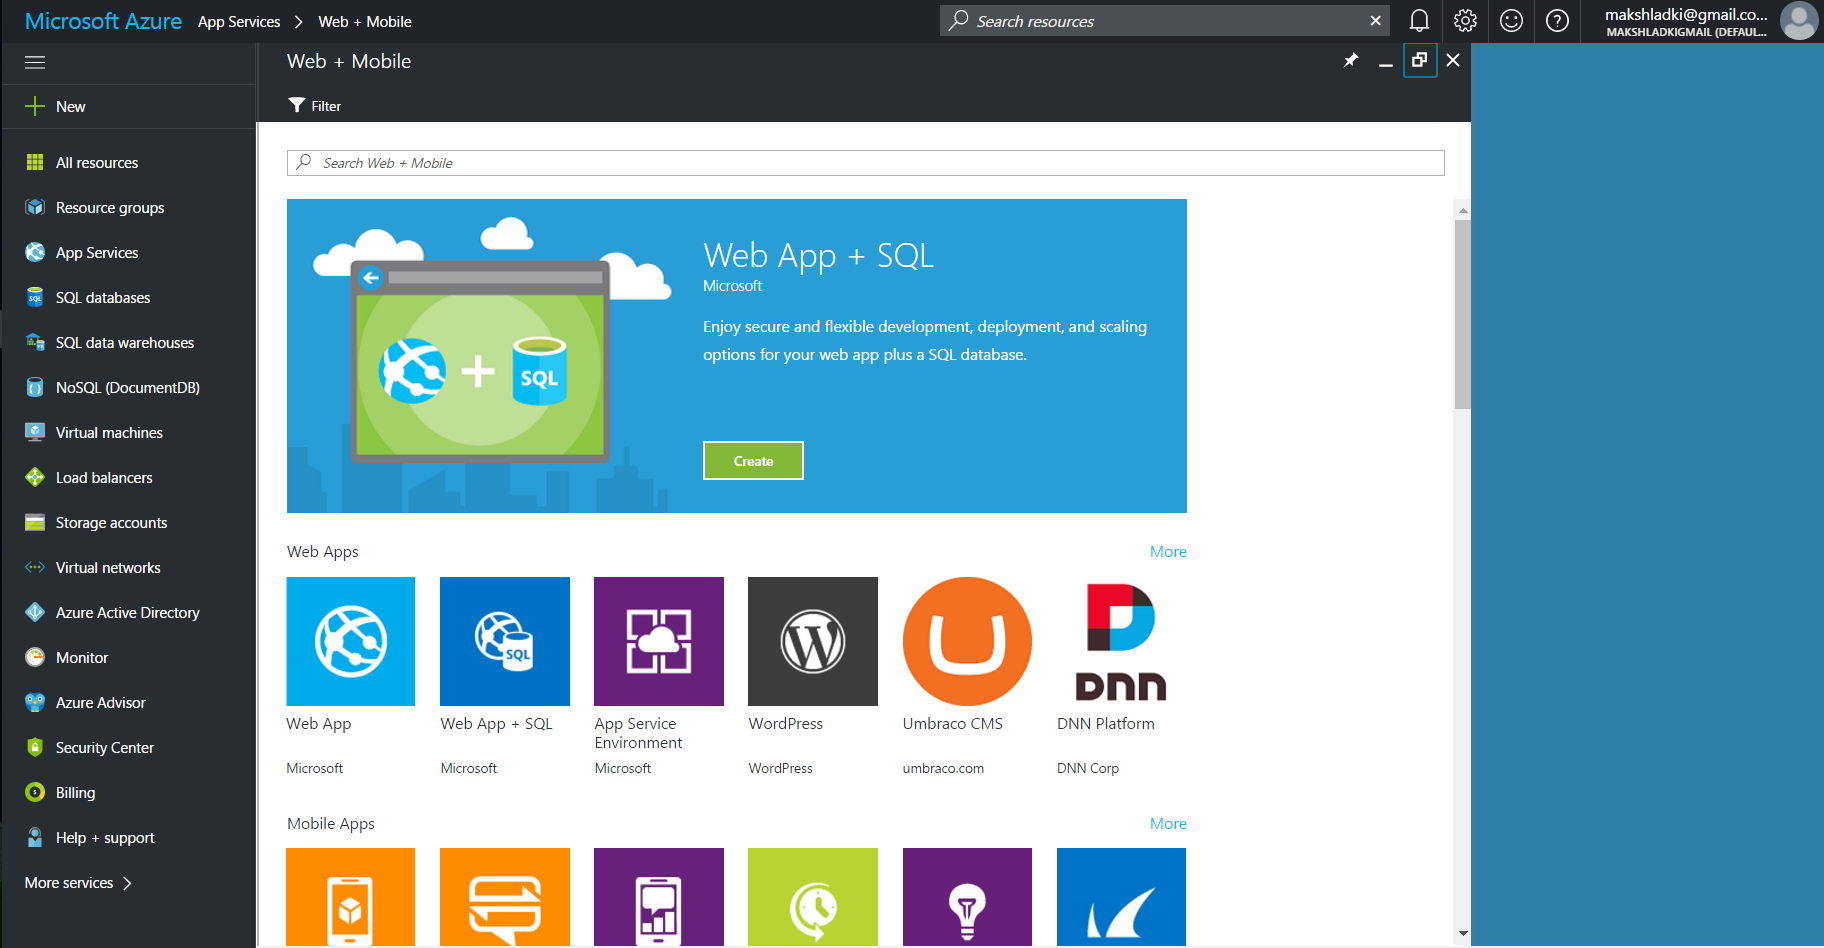 Microsoft Azure App Services Web + Mobile
Search resources
makshladki@gmail.co...
MAKSHLADKIGMAIL (DEFAUL...
Web + Mobile
Filter
New
All resources
Resource groups
App Services
SQL databases
SQL data warehouses
NoSQL (DocumentDB)
Virtual machines
Load balancers
Storage accounts
Virtual networks
Azure Active Directory
Monitor
Azure Advisor
Security Center
Billing
Help + support
More services
Search Web + Mobile
SQL
Web App + SQL
Microsoft
Enjoy secure and flexible development, deployment, and scaling
options for your web app plus a SQL database.
Create
Web Apps More
SQL
DNN
Web App
Microsoft
Web App + SQL
Microsoft
App Service
Environment
Microsoft
WordPress
WordPress
Umbraco CMS
umbraco.com
DNN Platform
DNN Corp
Mobile Apps More